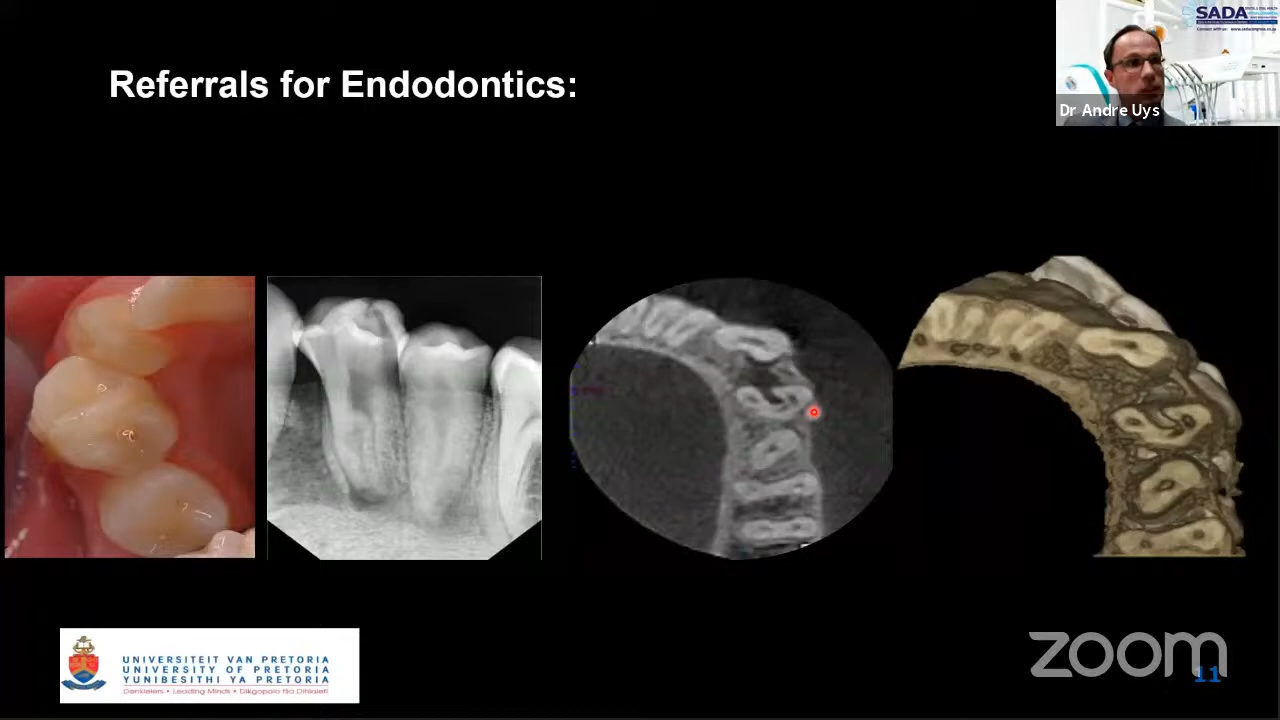 Referrals for Endodontics:
SADA
Dr Andre Uys
UNIVERSITEIT VAN PRETORIA
UNIVERSITY OF PRETORIA
YUNIBESITHI YA PRETORIA
Denkleiers • Leading Minds • Dikgopolo tša Dihlalefi
zoom
11